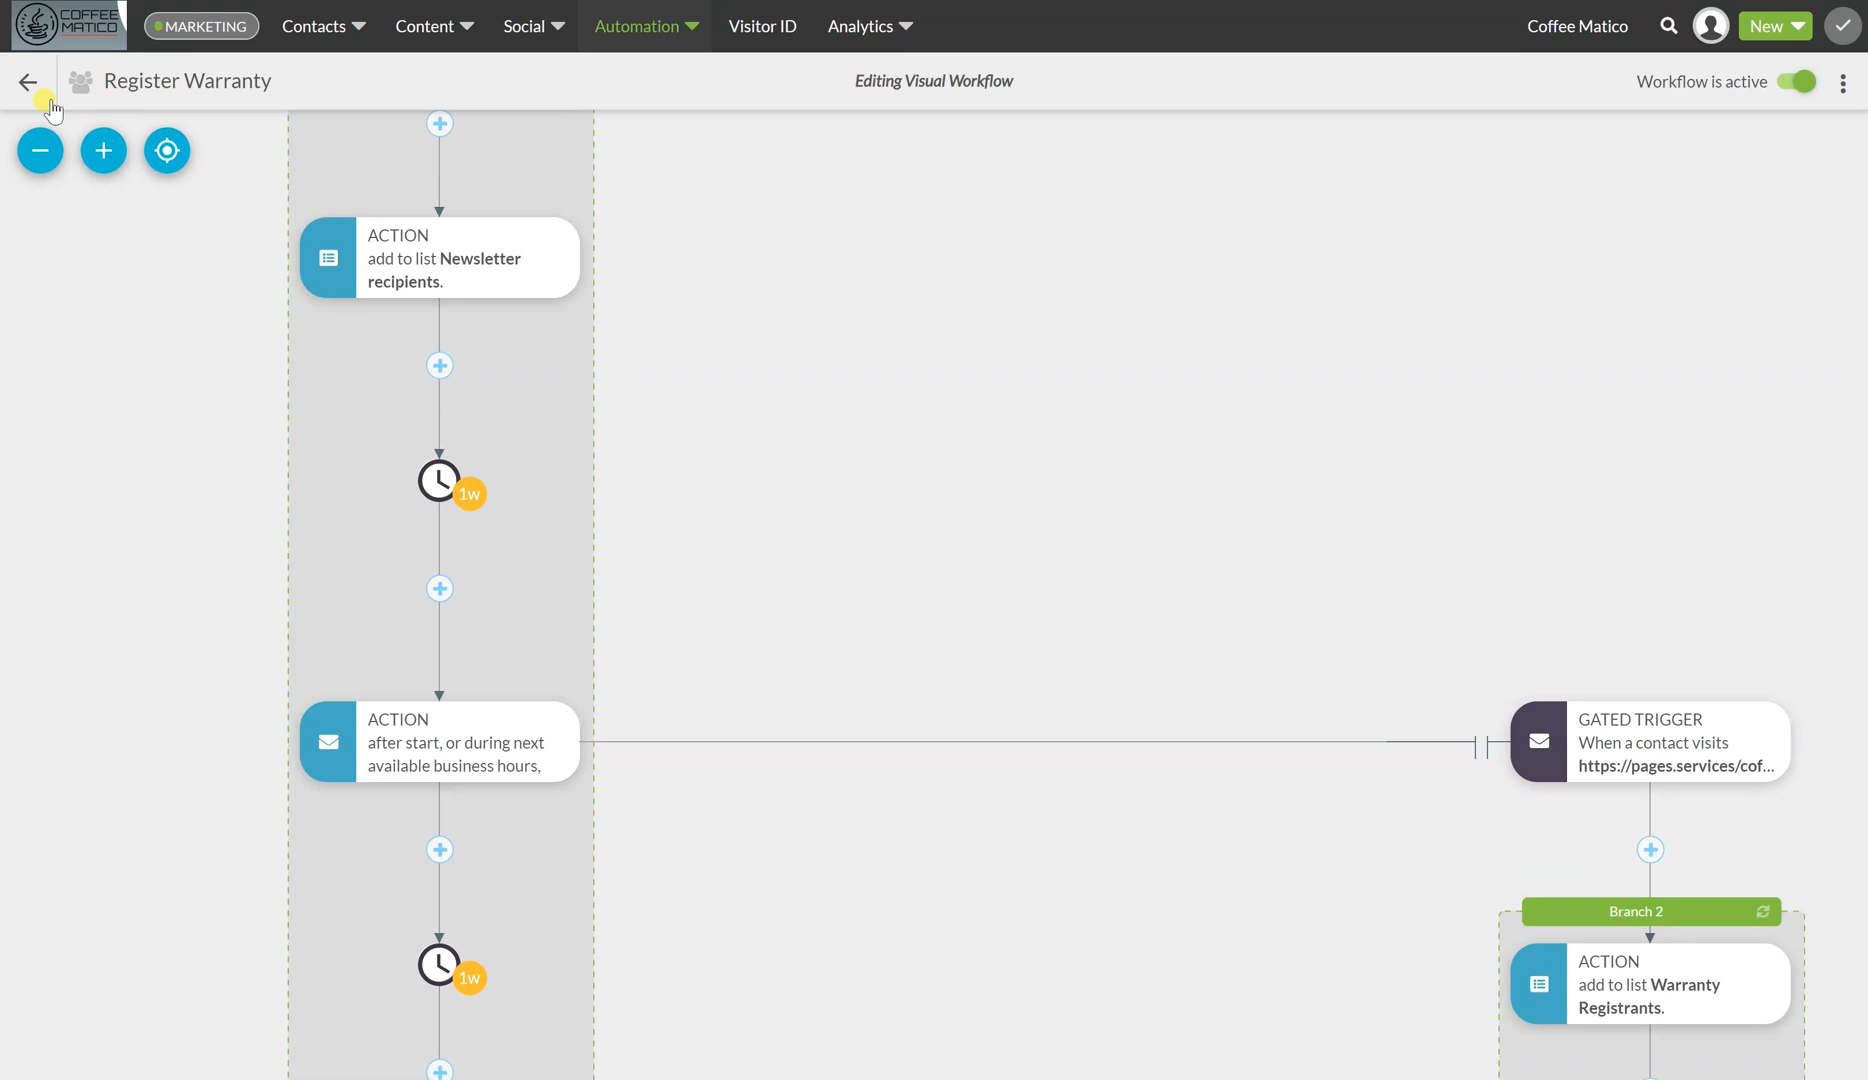 COFFEE
MATICO
MARKETING
Contacts
Content
Social
Automation
Visitor ID
Analytics
Coffee Matico
New
Register Warranty
Editing Visual Workflow
Workflow is active
ACTION
add to list Newsletter
recipients.
1w
ACTION
after start, or during next
available business hours,
GATED TRIGGER
When a contact visits
https://pages.services/cof...
Branch 2
1w
ACTION
add to list Warranty
Registrants.